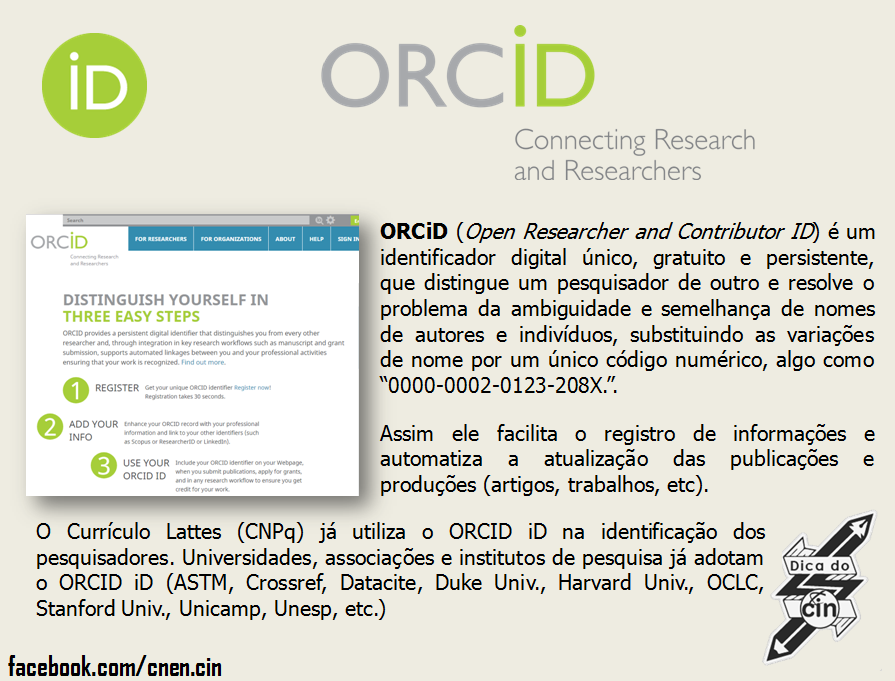 iD
ORCiD
Connecting Research
and Researchers
Search
ORCiD
Connecting Research
and Researchers
FOR RESEARCHERS
FOR ORGANIZATIONS
ABOUT
HELP
SIGN IN
DISTINGUISH YOURSELF IN
THREE EASY STEPS
ORCID provides a persistent digital identifier that distinguishes you from every other
researcher and, through integration in key research workflows such as manuscript and grant
submission, supports automated linkages between you and your professional activities
ensuring that your work is recognized. Find out more.
1 REGISTER
Get your unique ORCID identifier Register now!
Registration takes 30 seconds.
2 ADD YOUR
INFO
Enhance your ORCID record with your professional
information and link to your other identifiers (such
as Scopus or ResearcherID or LinkedIn).
3 USE YOUR
ORCID ID
Include your ORCID identifier on your Webpage,
when you submit publications, apply for grants,
and in any research workflow to ensure you get
credit for your work.
ORCiD (Open Researcher and Contributor ID) é um
identificador digital único, gratuito e persistente,
que distingue um pesquisador de outro e resolve o
problema da ambiguidade e semelhança de nomes
de autores e indivíduos, substituindo as variações
de nome por um único código numérico, algo como
“0000-0002-0123-208X.”.
Assim ele facilita o registro de informações e
automatiza a atualização das publicações e
produções (artigos, trabalhos, etc).
O Currículo Lattes (CNPq) já utiliza o ORCID iD na identificação dos
pesquisadores. Universidades, associações e institutos de pesquisa já adotam
o ORCID iD (ASTM, Crossref, Datacite, Duke Univ., Harvard Univ., OCLC,
Stanford Univ., Unicamp, Unesp, etc.)
Dica do
cin
facebook.com/cnen.cin